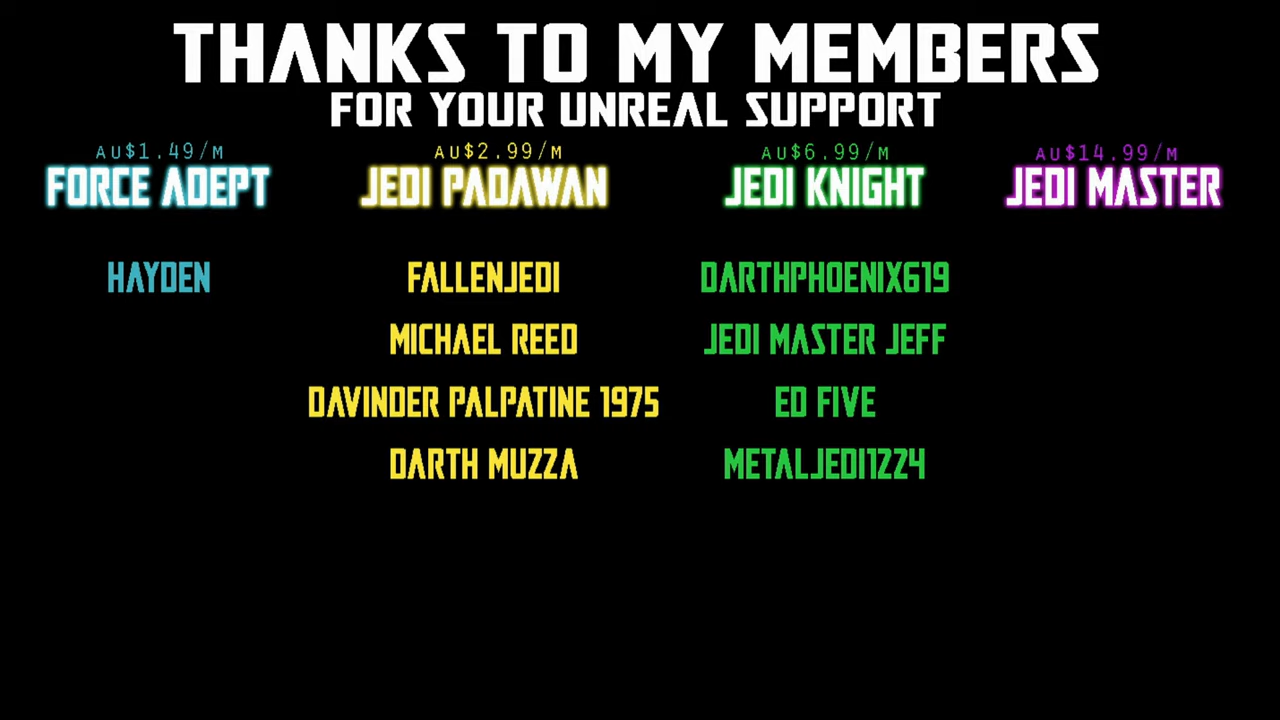 THANKS TO MY MEMBERS
FOR YOUR UNREAL SUPPORT
AU$1.49/M
FORCE ADEPT
HAYDEN
AU$2.99/M
JEDI PADAWAN
FALLENJEDI
MICHAEL REED
DAVINDER PALPATINE 1975
DARTH MUZZA
AU$6.99/M
JEDI KNIGHT
DARTHPHOENIX619
JEDI MASTER JEFF
ED FIVE
METALJEDI1224
AU$14.99/M
JEDI MASTER